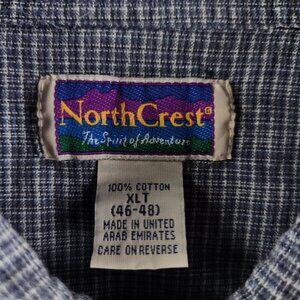 NorthCrest®
The Spirit of Adventure
100% COTTON
XLT
(46-48)
MADE IN UNITED
ARAB EMIRATES
CARE ON REVERSE